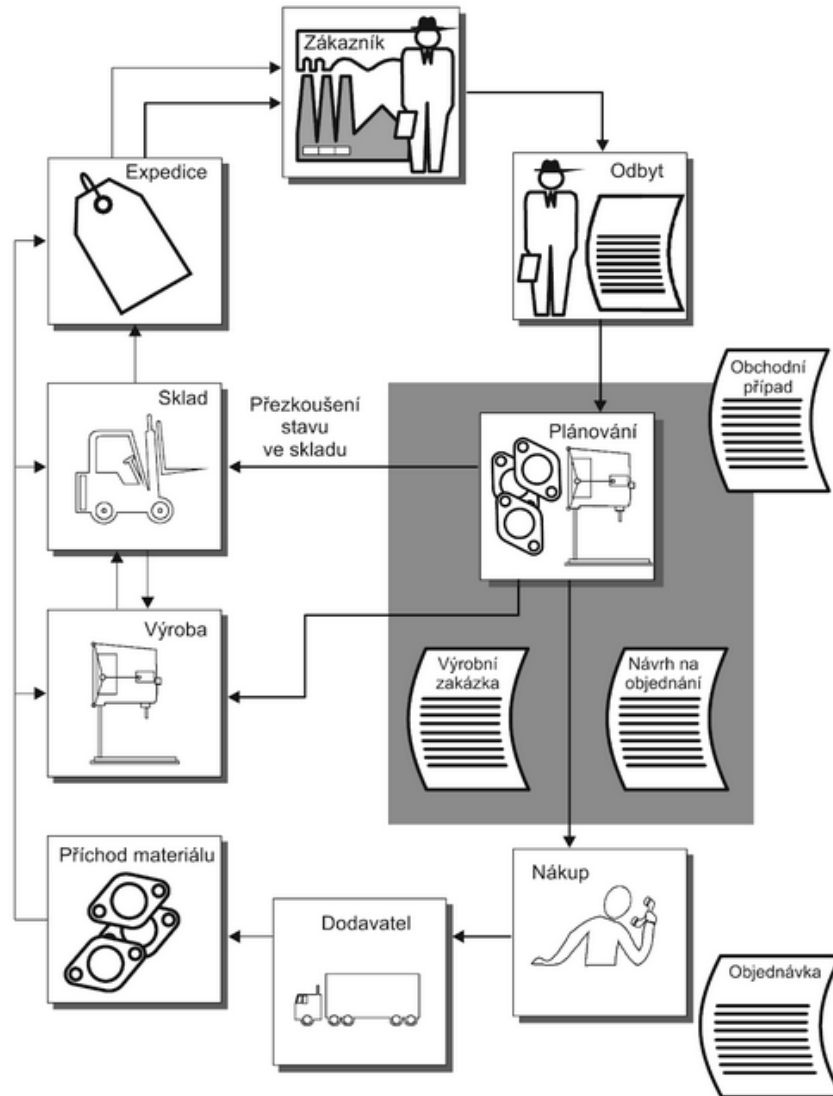 Zákazník
Expedice
Odbyt
Obchodní
případ
Sklad
Přezkoušení
stavu
ve skladu
Plánování
Výroba
Výrobní
zakázka
Návrh na
objednání
Příchod materiálu
Dodavatel
Nákup
Objednávka